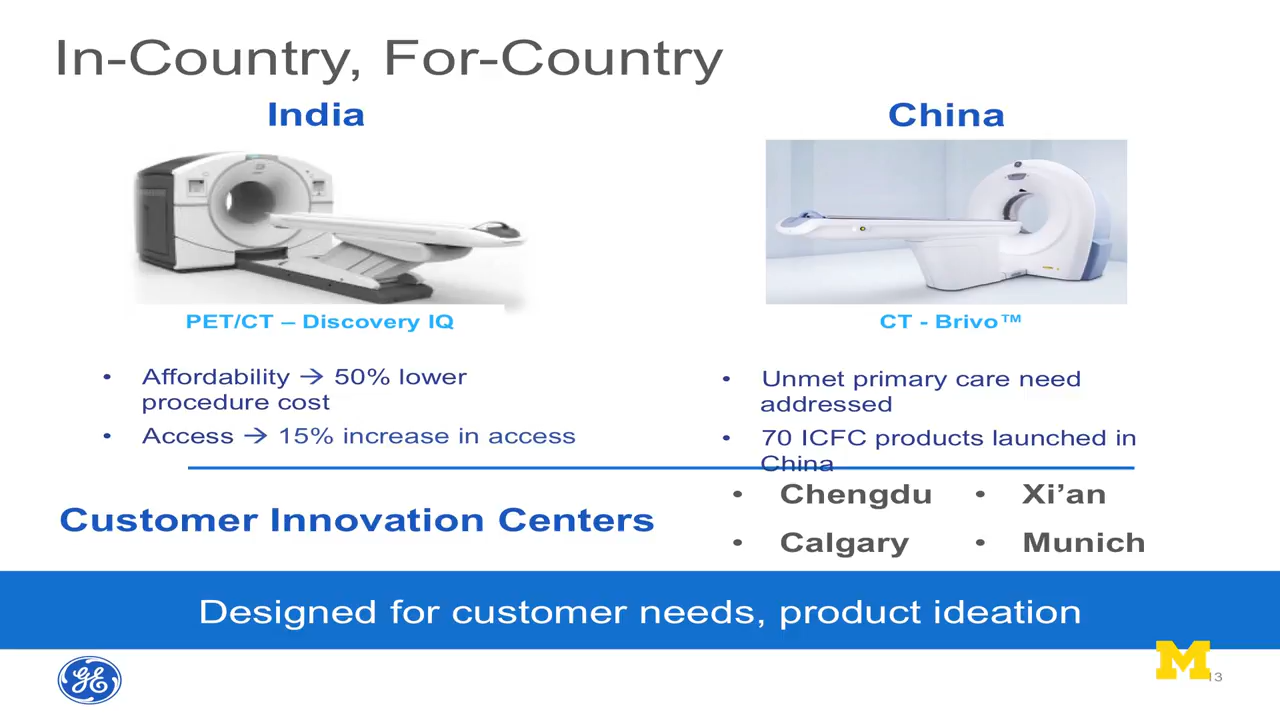 In-Country, For-Country
India
PET/CT – Discovery IQ
• Affordability → 50% lower
procedure cost
• Access → 15% increase in access
China
CT - Brivo™
• Unmet primary care need
addressed
• 70 ICFC products launched in
China
Customer Innovation Centers
• Chengdu • Xi’an
• Calgary • Munich
Designed for customer needs, product ideation
GE
M
13